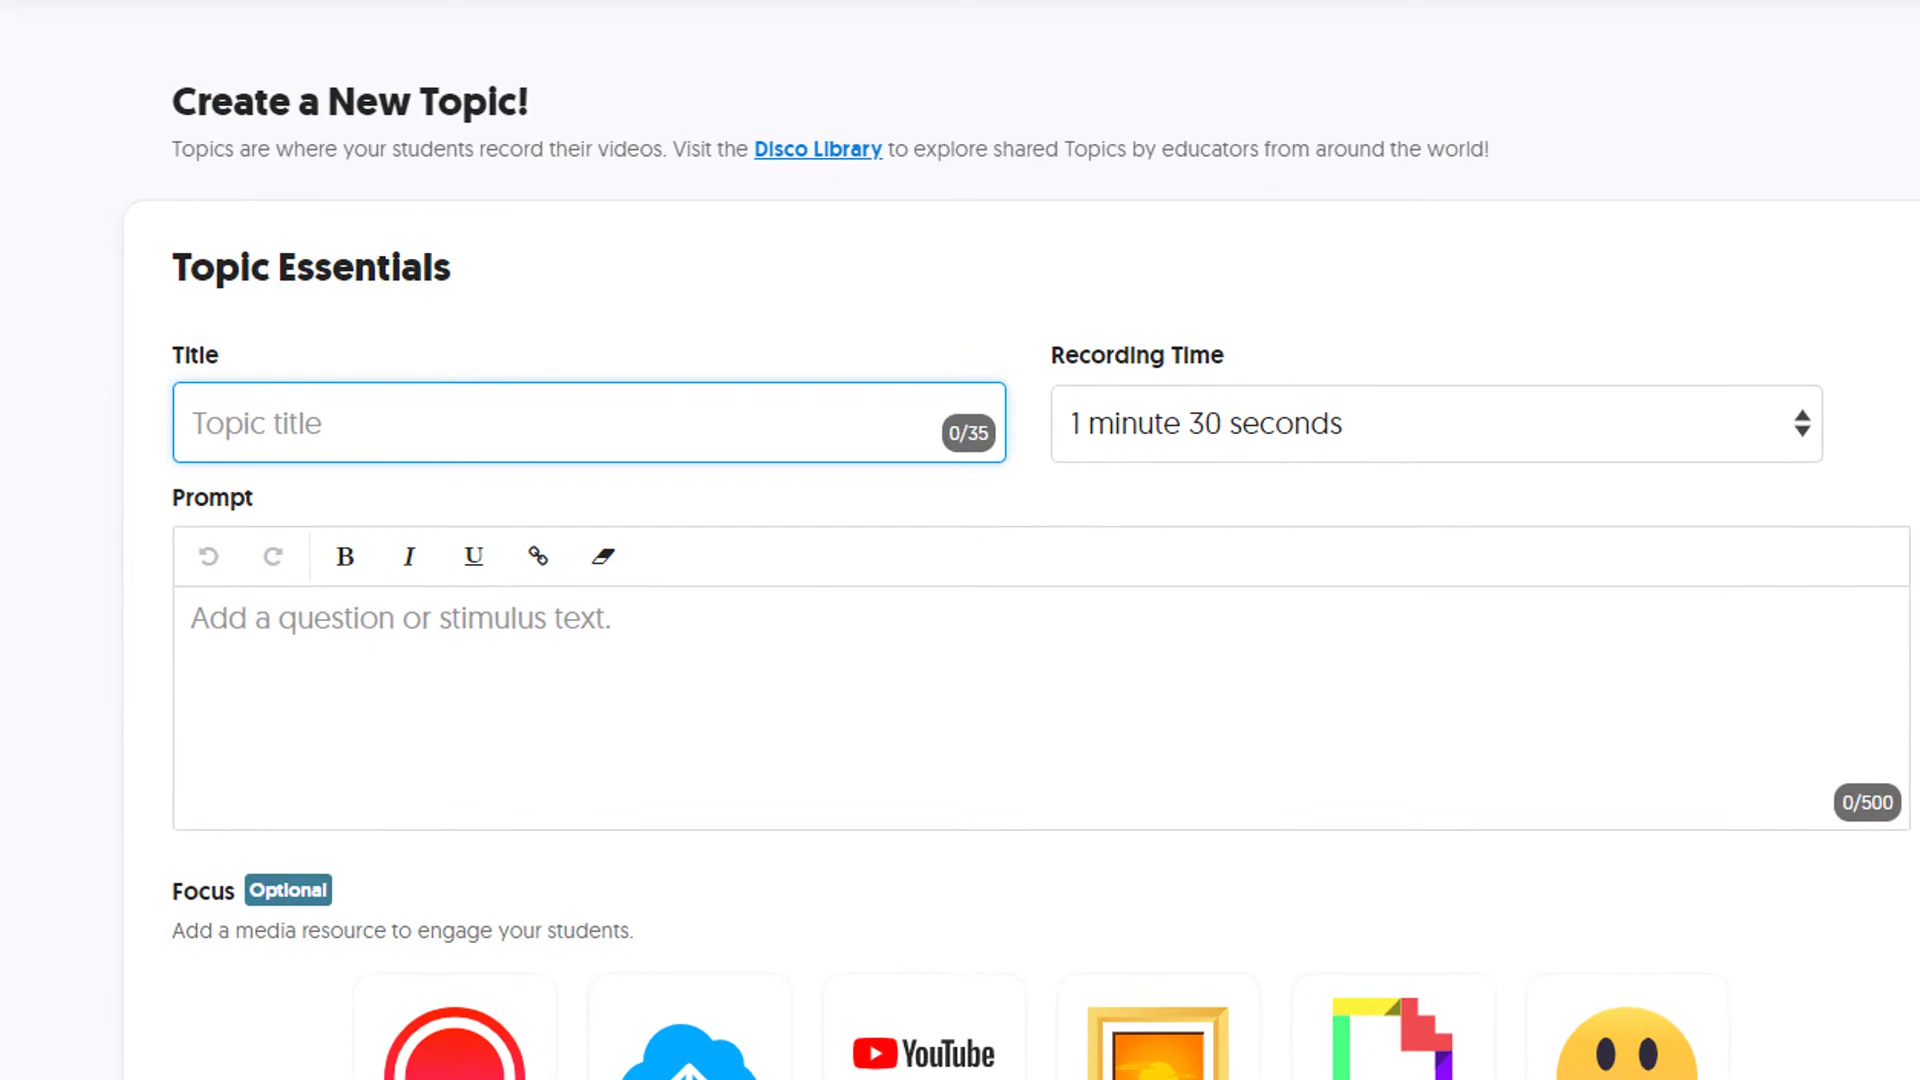 Create a New Topic!
Topics are where your students record their videos. Visit the Disco Library to explore shared Topics by educators from around the world!
Topic Essentials
Title
Recording Time
Topic title
0/35
1 minute 30 seconds
Prompt
B I U
Add a question or stimulus text.
0/500
Focus Optional
Add a media resource to engage your students.
YouTube